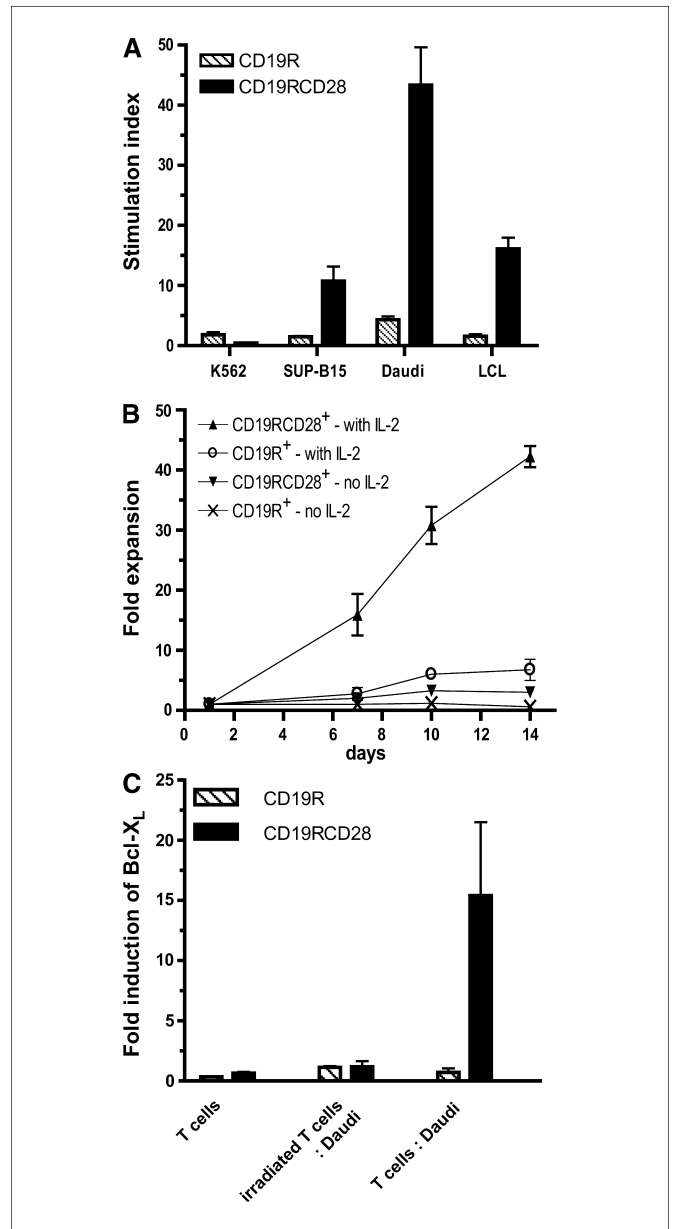 A
50
40
30
20
10
0
Stimulation index
CD19R
CD19RCD28
K562 SUP-B15 Daudi LCL
B
50
40
30
20
10
0
Fold expansion
CD19RCD28+ - with IL-2
CD19R+ - with IL-2
CD19RCD28+ - no IL-2
CD19R+ - no IL-2
0 2 4 6 8 10 12 14
days
C
25
20
15
10
5
0
Fold induction of Bcl-XL
CD19R
CD19RCD28
T cells
irradiated T cells
: Daudi
T cells : Daudi